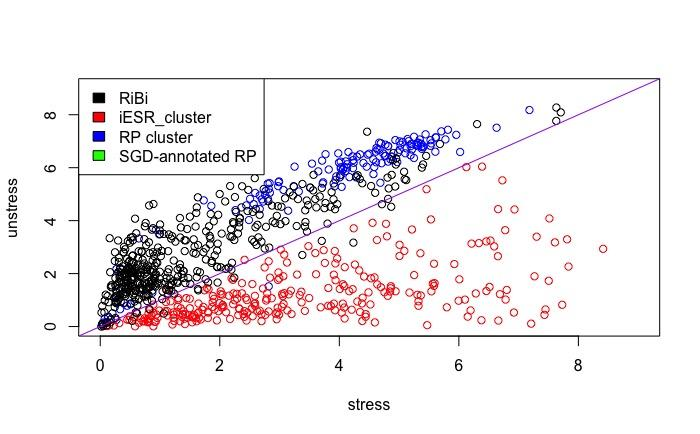 RiBi
iESR_cluster
RP cluster
SGD-annotated RP
unstress
8
6
4
2
0
0 2 4 6 8
stress